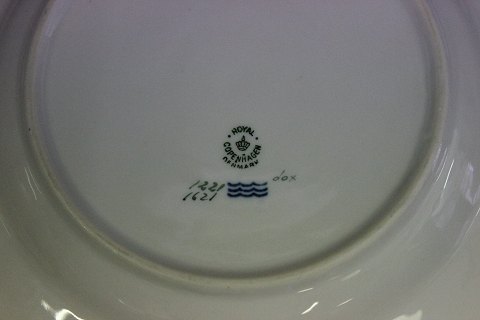 ROYAL
COPENHAGEN
DENMARK
1221
1621
dox